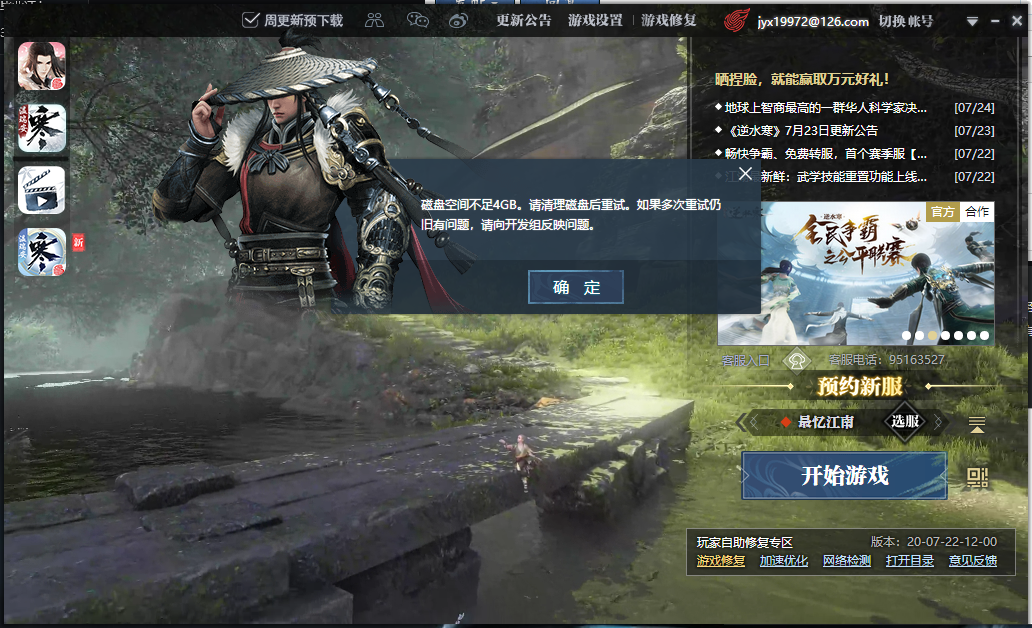 周更新预下载
更新公告
游戏设置
游戏修复
jyx19972@126.com
切换帐号
寒
寒
新
晒捏脸，就能赢取万元好礼！
地球上智商最高的一群华人科学家决... [07/24]
《逆水寒》7月23日更新公告 [07/23]
畅快争霸、免费转服，首个赛季服【... [07/22]
新鲜：武学技能重置功能上线... [07/22]
磁盘空间不足4GB。请清理磁盘后重试。如果多次重试仍
旧有问题，请向开发组反映问题。
确 定
官方
合作
逆水寒
全民争霸
之公平联赛
客服入口
客服电话：95163527
预约新服
最忆江南
选服
开始游戏
玩家自助修复专区
版本：20-07-22-12-00
游戏修复
加速优化
网络检测
打开目录
意见反馈